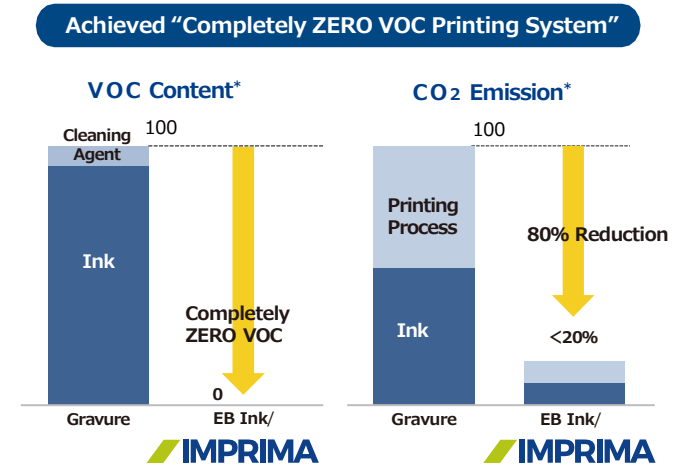 Achieved “Completely ZERO VOC Printing System”
VOC Content*
Cleaning
Agent
100
Ink
Completely
ZERO VOC
0
Gravure
EB Ink/
IMPRIMA
CO2 Emission*
100
Printing
Process
80% Reduction
Ink
<20%
Gravure
EB Ink/
IMPRIMA